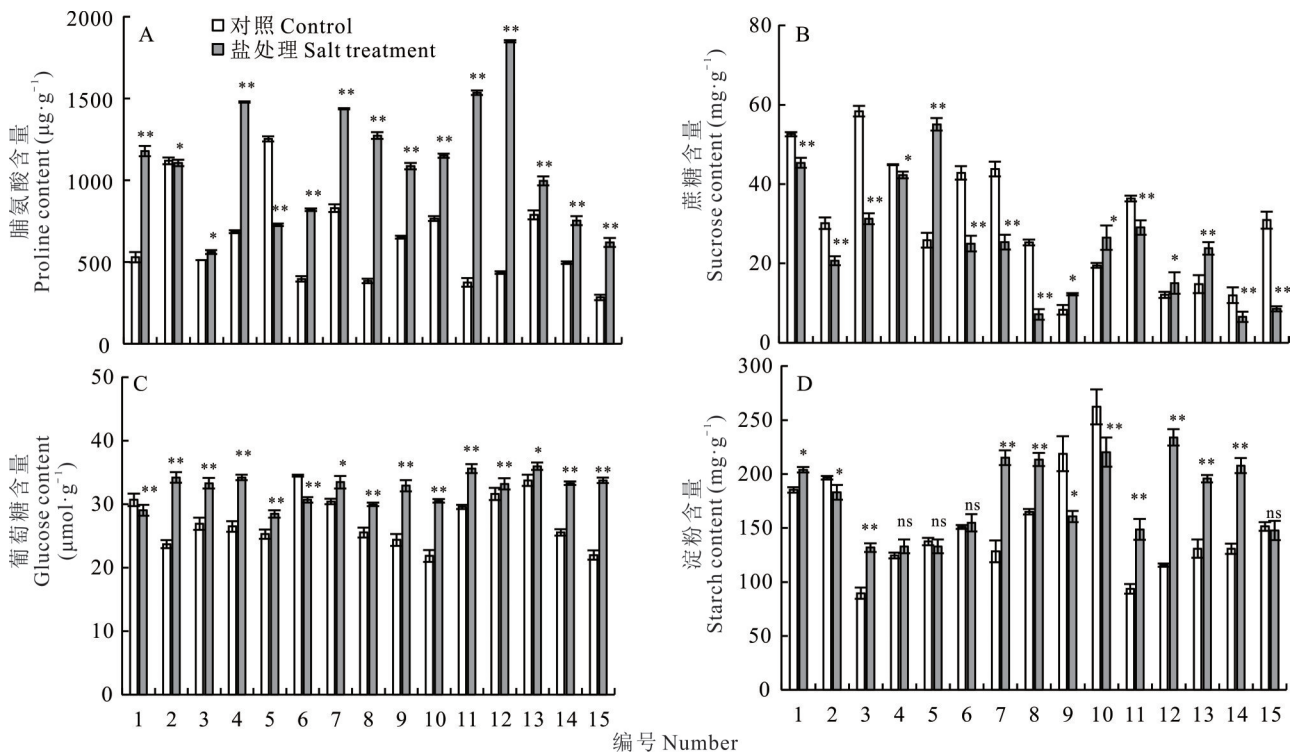 A
对照 Control
盐处理 Salt treatment
脯氨酸含量
Proline content (μg·g⁻¹)
2000
1500
1000
500
0
** * * ** ** ** ** ** ** ** ** ** ** ** **
B
蔗糖含量
Sucrose content (mg·g⁻¹)
80
60
40
20
0
** ** ** * ** ** ** ** * * ** * ** ** **
C
葡萄糖含量
Glucose content
(μmol·g⁻¹)
50
40
30
20
10
0
** ** ** ** ** ** * ** ** ** ** ** * ** **
1 2 3 4 5 6 7 8 9 10 11 12 13 14 15
D
淀粉含量
Starch content (mg·g⁻¹)
300
250
200
150
100
50
0
* * ** ns ns ns ** ** * ** ** ** ** ** ns
1 2 3 4 5 6 7 8 9 10 11 12 13 14 15
编号 Number